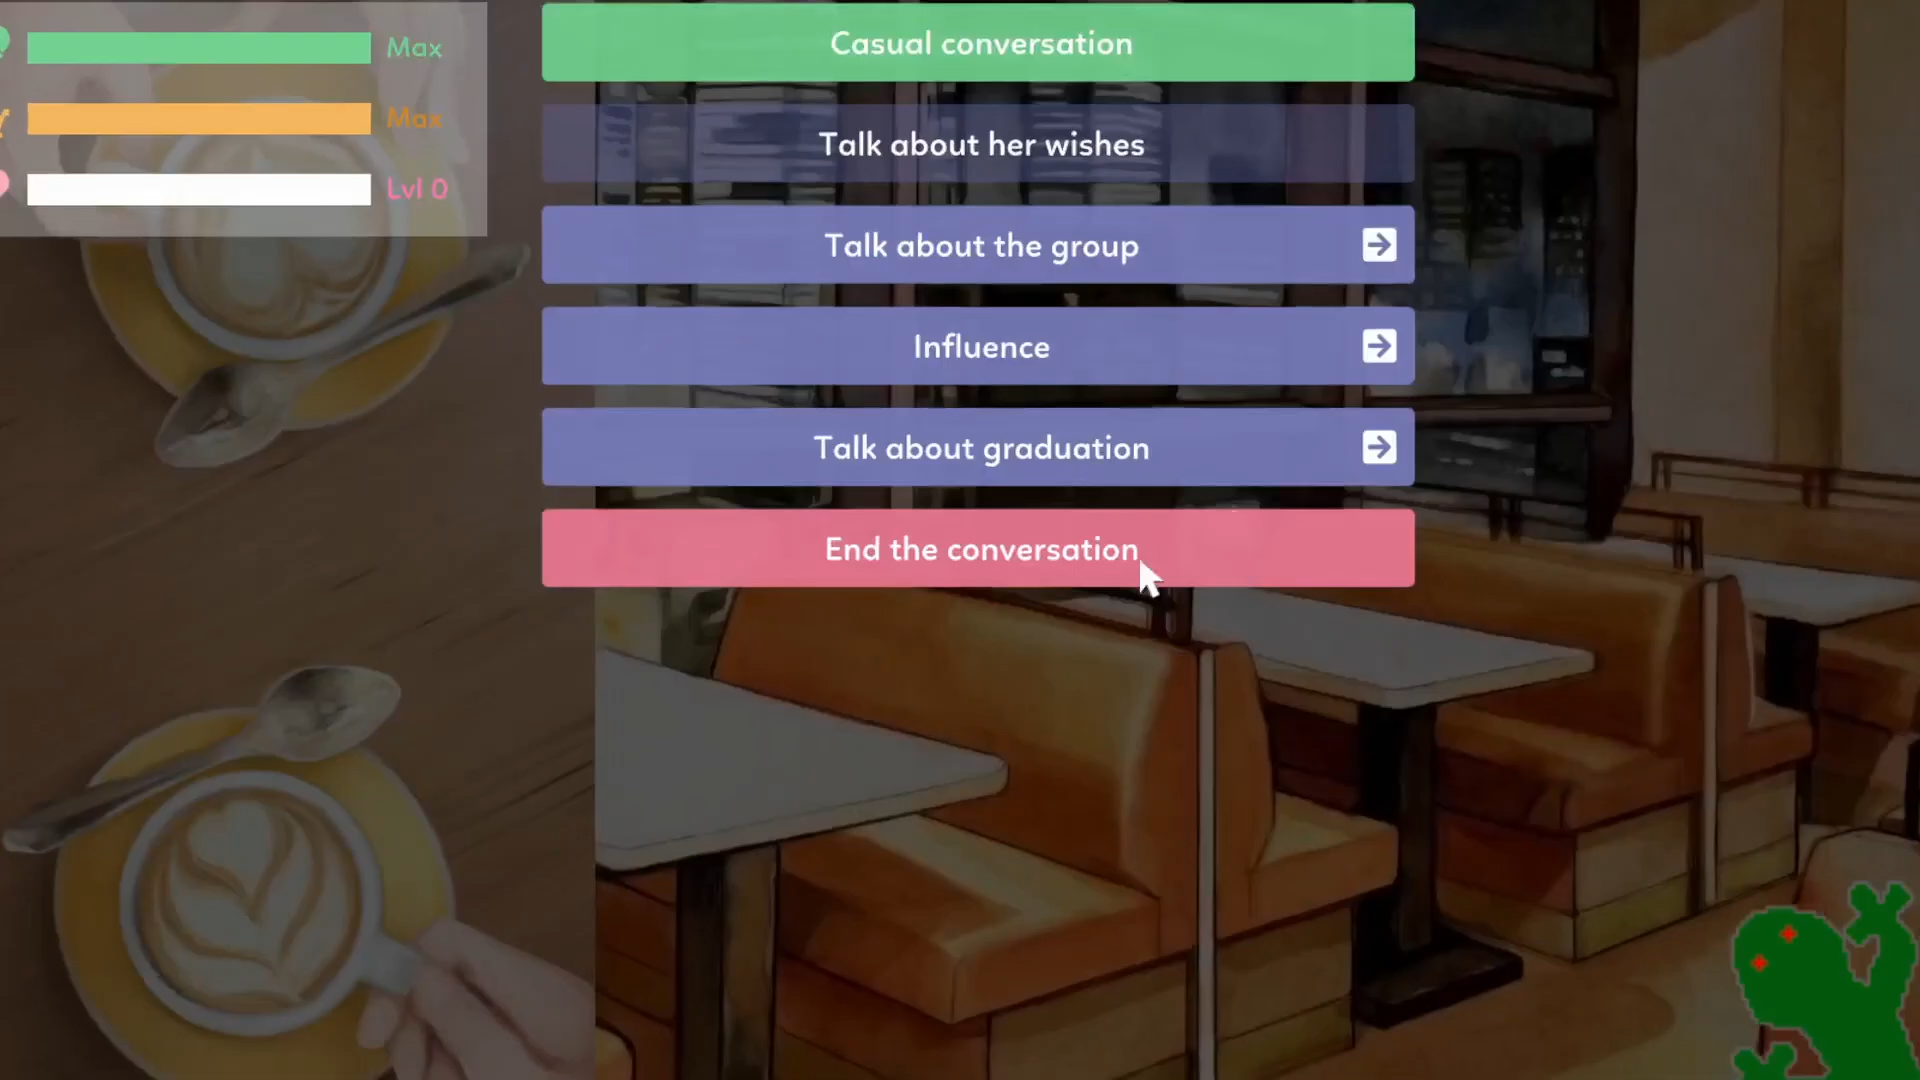 Max
Max
Lvl 0
Casual conversation
Talk about her wishes
Talk about the group
Influence
Talk about graduation
End the conversation